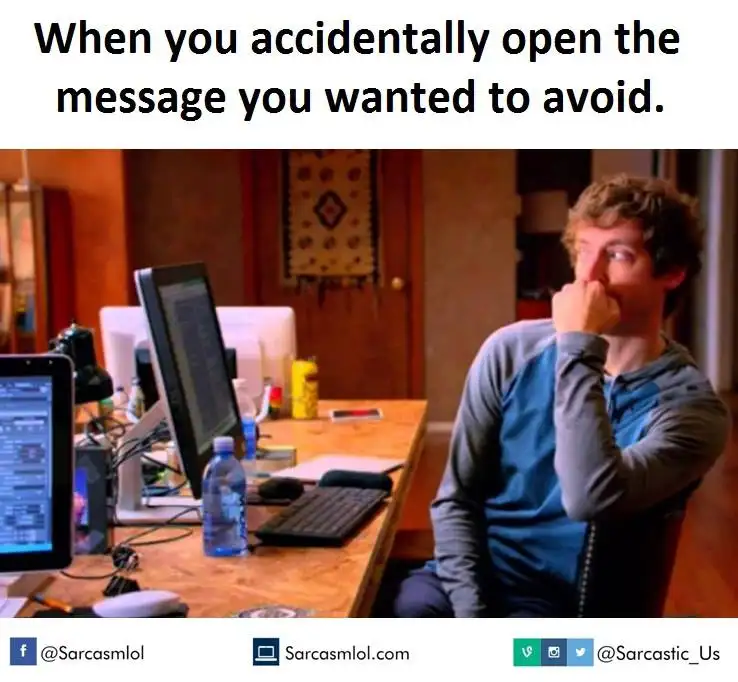 When you accidentally open the
message you wanted to avoid.
@Sarcasmlol
Sarcasmlol.com
@Sarcastic_Us